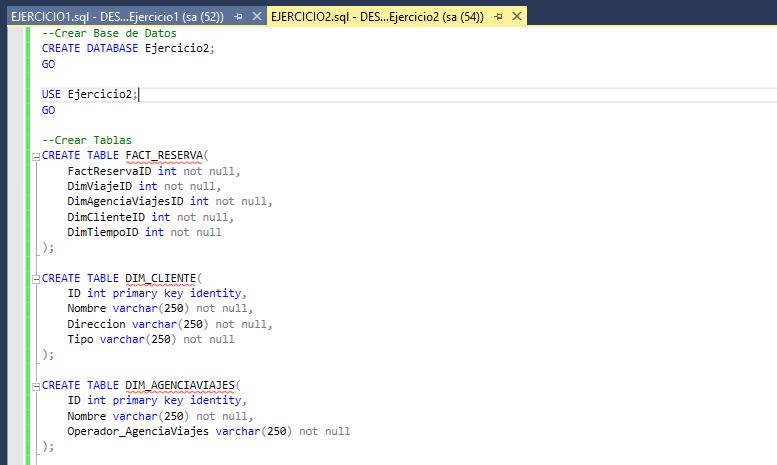 EJERCICIO1.sql - DES...Ejercicio1 (sa (52)) EJERCICIO2.sql - DES...Ejercicio2 (sa (54))
--Crear Base de Datos
CREATE DATABASE Ejercicio2;
GO
USE Ejercicio2;
GO
--Crear Tablas
CREATE TABLE FACT_RESERVA(
FactReservaID int not null,
DimViajeID int not null,
DimAgenciaViajesID int not null,
DimClienteID int not null,
DimTiempoID int not null
);
CREATE TABLE DIM_CLIENTE(
ID int primary key identity,
Nombre varchar(250) not null,
Direccion varchar(250) not null,
Tipo varchar(250) not null
);
CREATE TABLE DIM_AGENCIAVIAJES(
ID int primary key identity,
Nombre varchar(250) not null,
Operador_AgenciaViajes varchar(250) not null
);